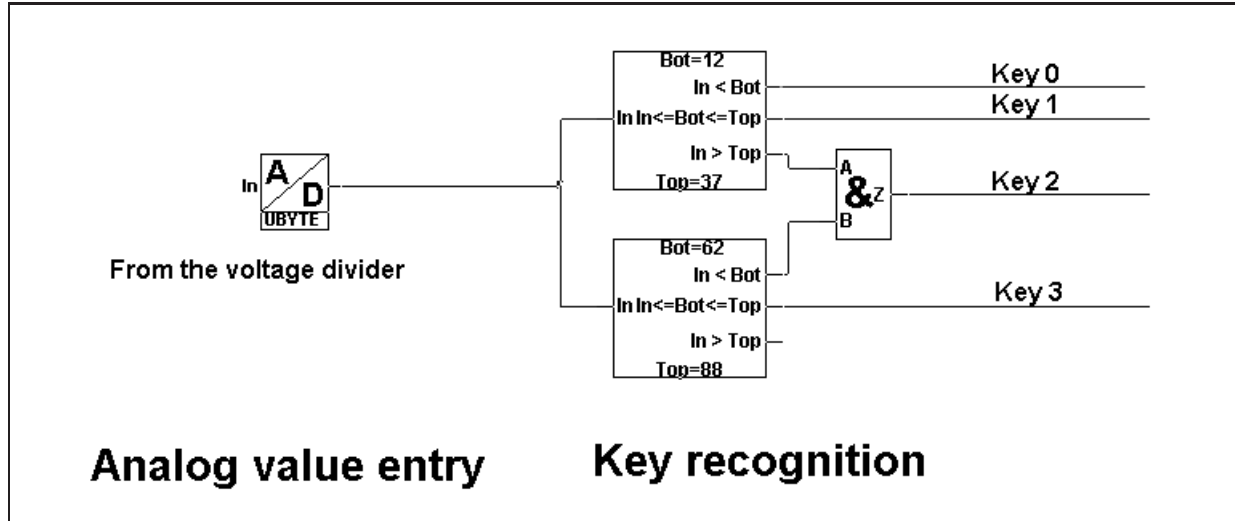 Bot=12
In < Bot
In In<=Bot<=Top
In > Top
Top=37
Key 0
Key 1
A
&
Z
B
Key 2
In
A
D
UBYTE
From the voltage divider
Bot=62
In < Bot
In In<=Bot<=Top
In > Top
Top=88
Key 3
Analog value entry
Key recognition